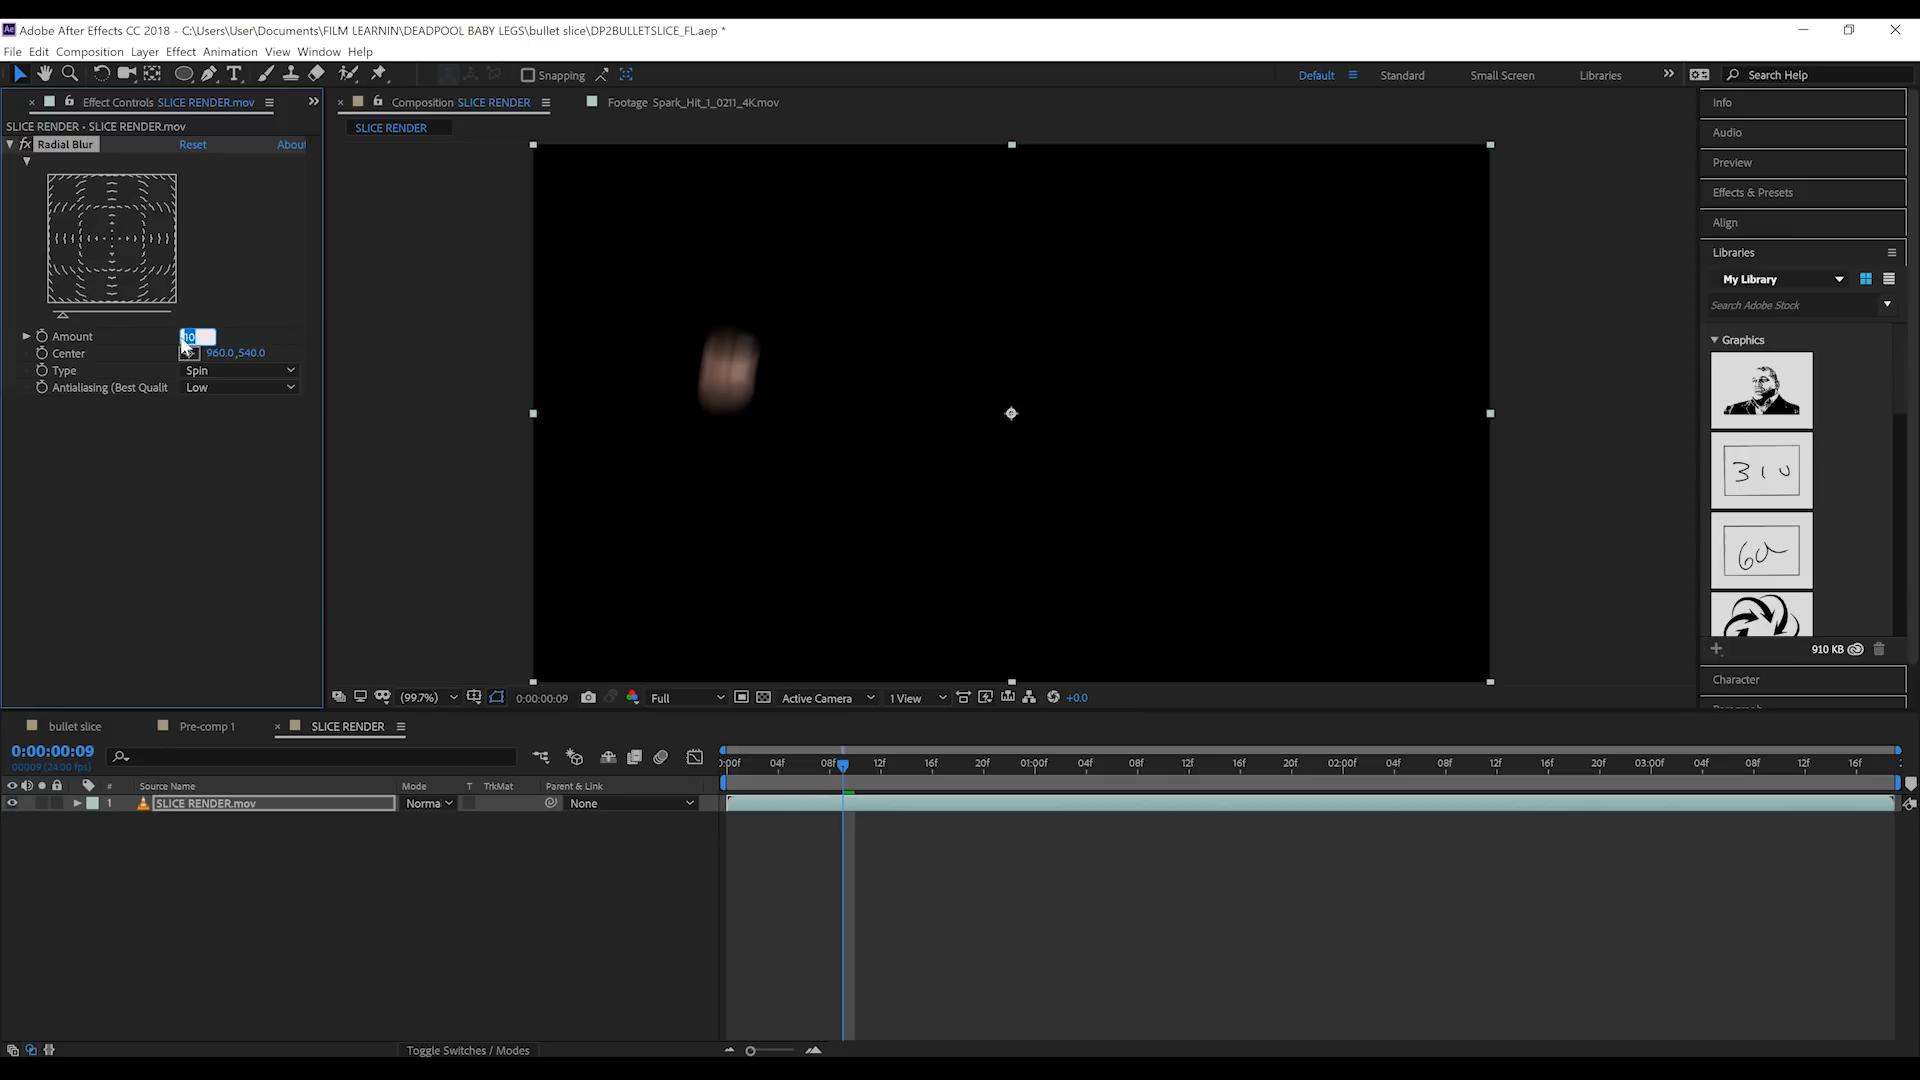 Ae Adobe After Effects CC 2018 - C:\Users\User\Documents\FILM LEARNIN\DEADPOOL BABY LEGS\bullet slice\DP2BULLETSLICE_FL.aep *
File Edit Composition Layer Effect Animation View Window Help
Snapping Default Standard Small Screen Libraries Search Help
Effect Controls SLICE RENDER.mov
Composition SLICE RENDER
Footage Spark_Hit_1_0211_4K.mov
SLICE RENDER - SLICE RENDER.mov
SLICE RENDER
fx Radial Blur Reset About
Amount 10
Center 960.0,540.0
Type Spin
Antialiasing (Best Qualit Low
Info
Audio
Preview
Effects & Presets
Align
Libraries
My Library
Search Adobe Stock
Graphics
910 KB
Character
(99.7%) 0:00:00:09 Full Active Camera 1 View +0.0
bullet slice Pre-comp 1 SLICE RENDER
0:00:00:09
00009 (24.00 fps)
):00f 04f 08f 12f 16f 20f 01:00f 04f 08f 12f 16f 20f 02:00f 04f 08f 12f 16f 20f 03:00f 04f 08f 12f 16f
# Source Name Mode T TrkMat Parent & Link
1 SLICE RENDER.mov Norma None
Toggle Switches / Modes